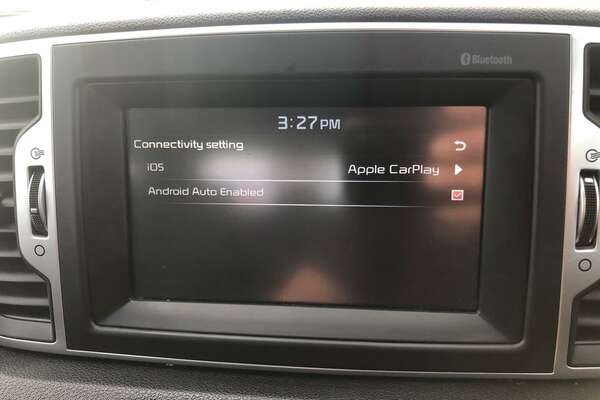 Bluetooth
3:27PM
Connectivity setting
iOS Apple CarPlay
Android Auto Enabled